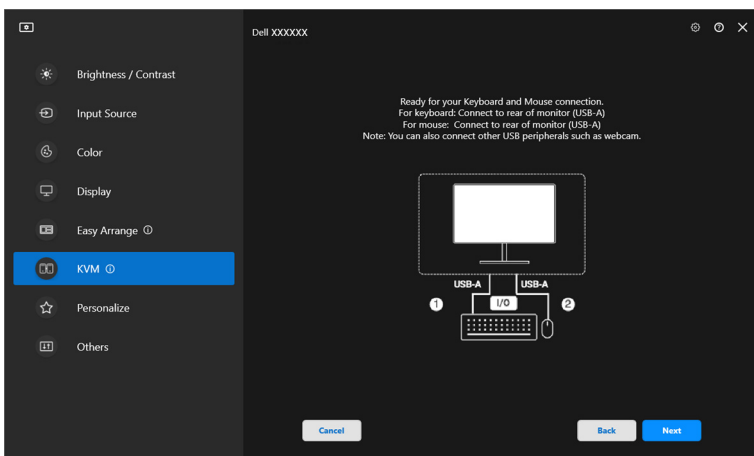 Dell XXXXXX
Brightness / Contrast
Input Source
Color
Display
Easy Arrange
KVM
Personalize
Others
Ready for your Keyboard and Mouse connection.
For keyboard: Connect to rear of monitor (USB-A)
For mouse: Connect to rear of monitor (USB-A)
Note: You can also connect other USB peripherals such as webcam.
USB-A USB-A
1 I/O 2
Cancel Back Next